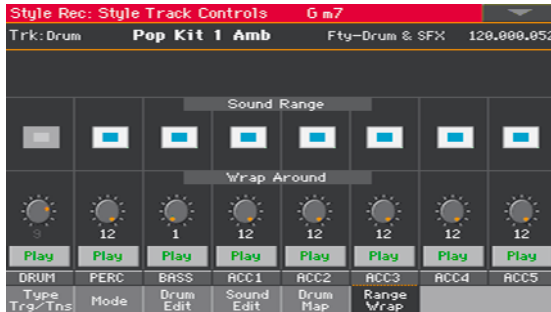 Style Rec: Style Track Controls G m7
Trk:Drum Pop Kit 1 Amb Fty-Drum & SFX 120.000.052
Sound Range
Wrap Around
9 12 1 12 12 12 12 12
Play Play Play Play Play Play Play Play
DRUM PERC BASS ACC1 ACC2 ACC3 ACC4 ACC5
Type Trg/Tns Mode Drum Edit Sound Edit Drum Map Range Wrap